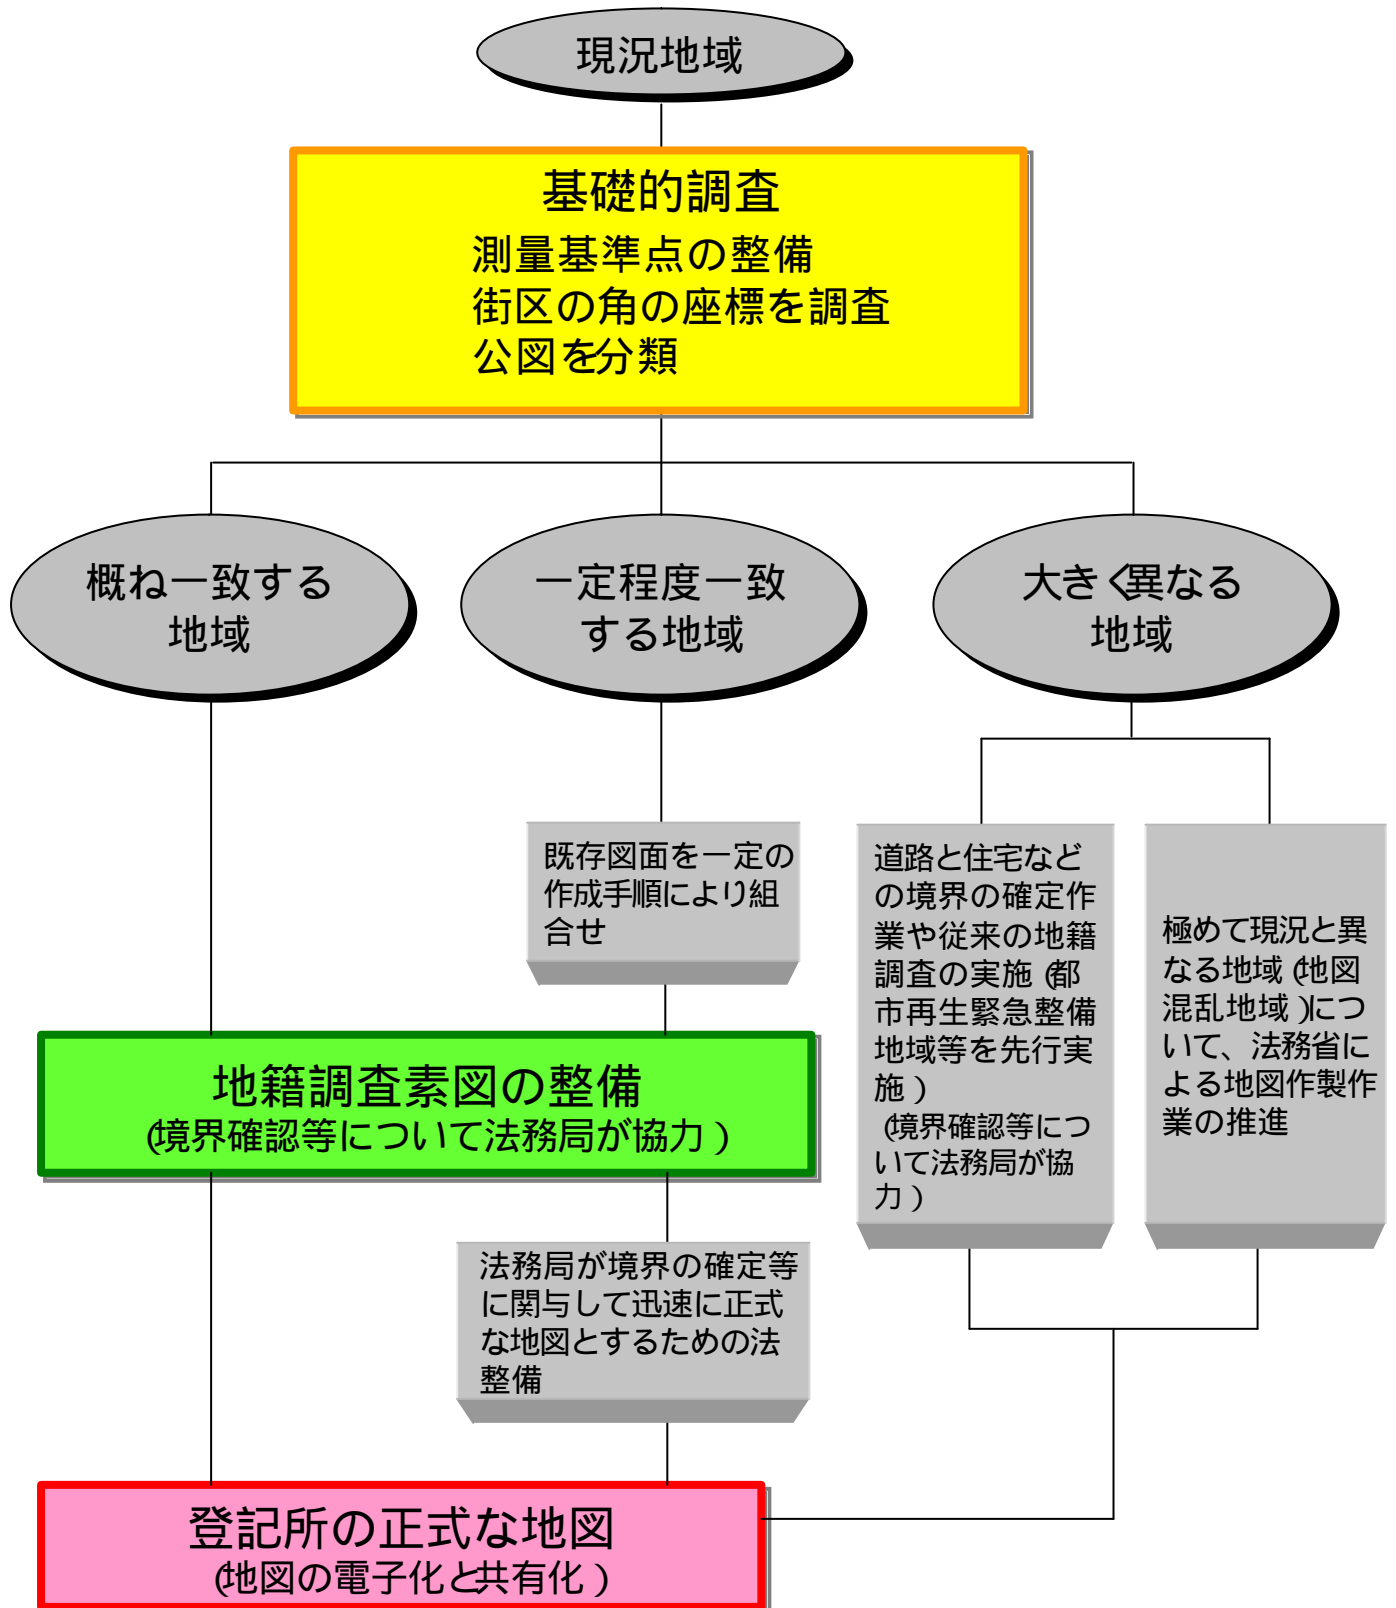 現況地域
基礎的調査
測量基準点の整備
街区の角の座標を調査
公図を分類
概ね一致する
地域
一定程度一致
する地域
大きく異なる
地域
既存図面を一定の
作成手順により組
合せ
道路と住宅など
の境界の確定作
業や従来の地籍
調査の実施(都
市再生緊急整備
地域等を先行実
施)
(境界確認等につ
いて法務局が協
力)
極めて現況と異
なる地域(地図
混乱地域)につ
いて、法務省に
よる地図作製作
業の推進
地籍調査素図の整備
(境界確認等について法務局が協力)
法務局が境界の確定等
に関与して迅速に正式
な地図とするための法
整備
登記所の正式な地図
(地図の電子化と共有化)